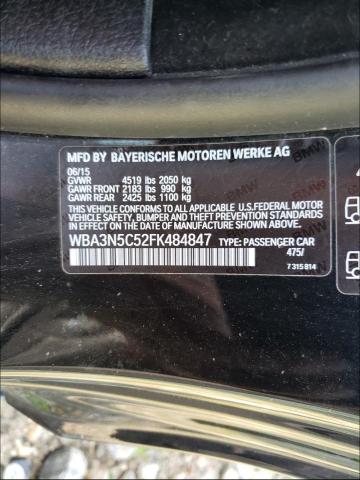 MFD BY BAYERISCHE MOTOREN WERKE AG
06/15
GVWR 4519 lbs 2050 kg
GAWR FRONT 2183 lbs 990 kg
GAWR REAR 2425 lbs 1100 kg
THIS VEHICLE CONFORMS TO ALL APPLICABLE U.S.FEDERAL MOTOR
VEHICLE SAFETY,BUMPER AND THEFT PREVENTION STANDARDS IN
EFFECT ON THE DATE OF MANUFACTURE SHOWN ABOVE.
WBA3N5C52FK484847 TYPE: PASSENGER CAR
475/
7 315 814